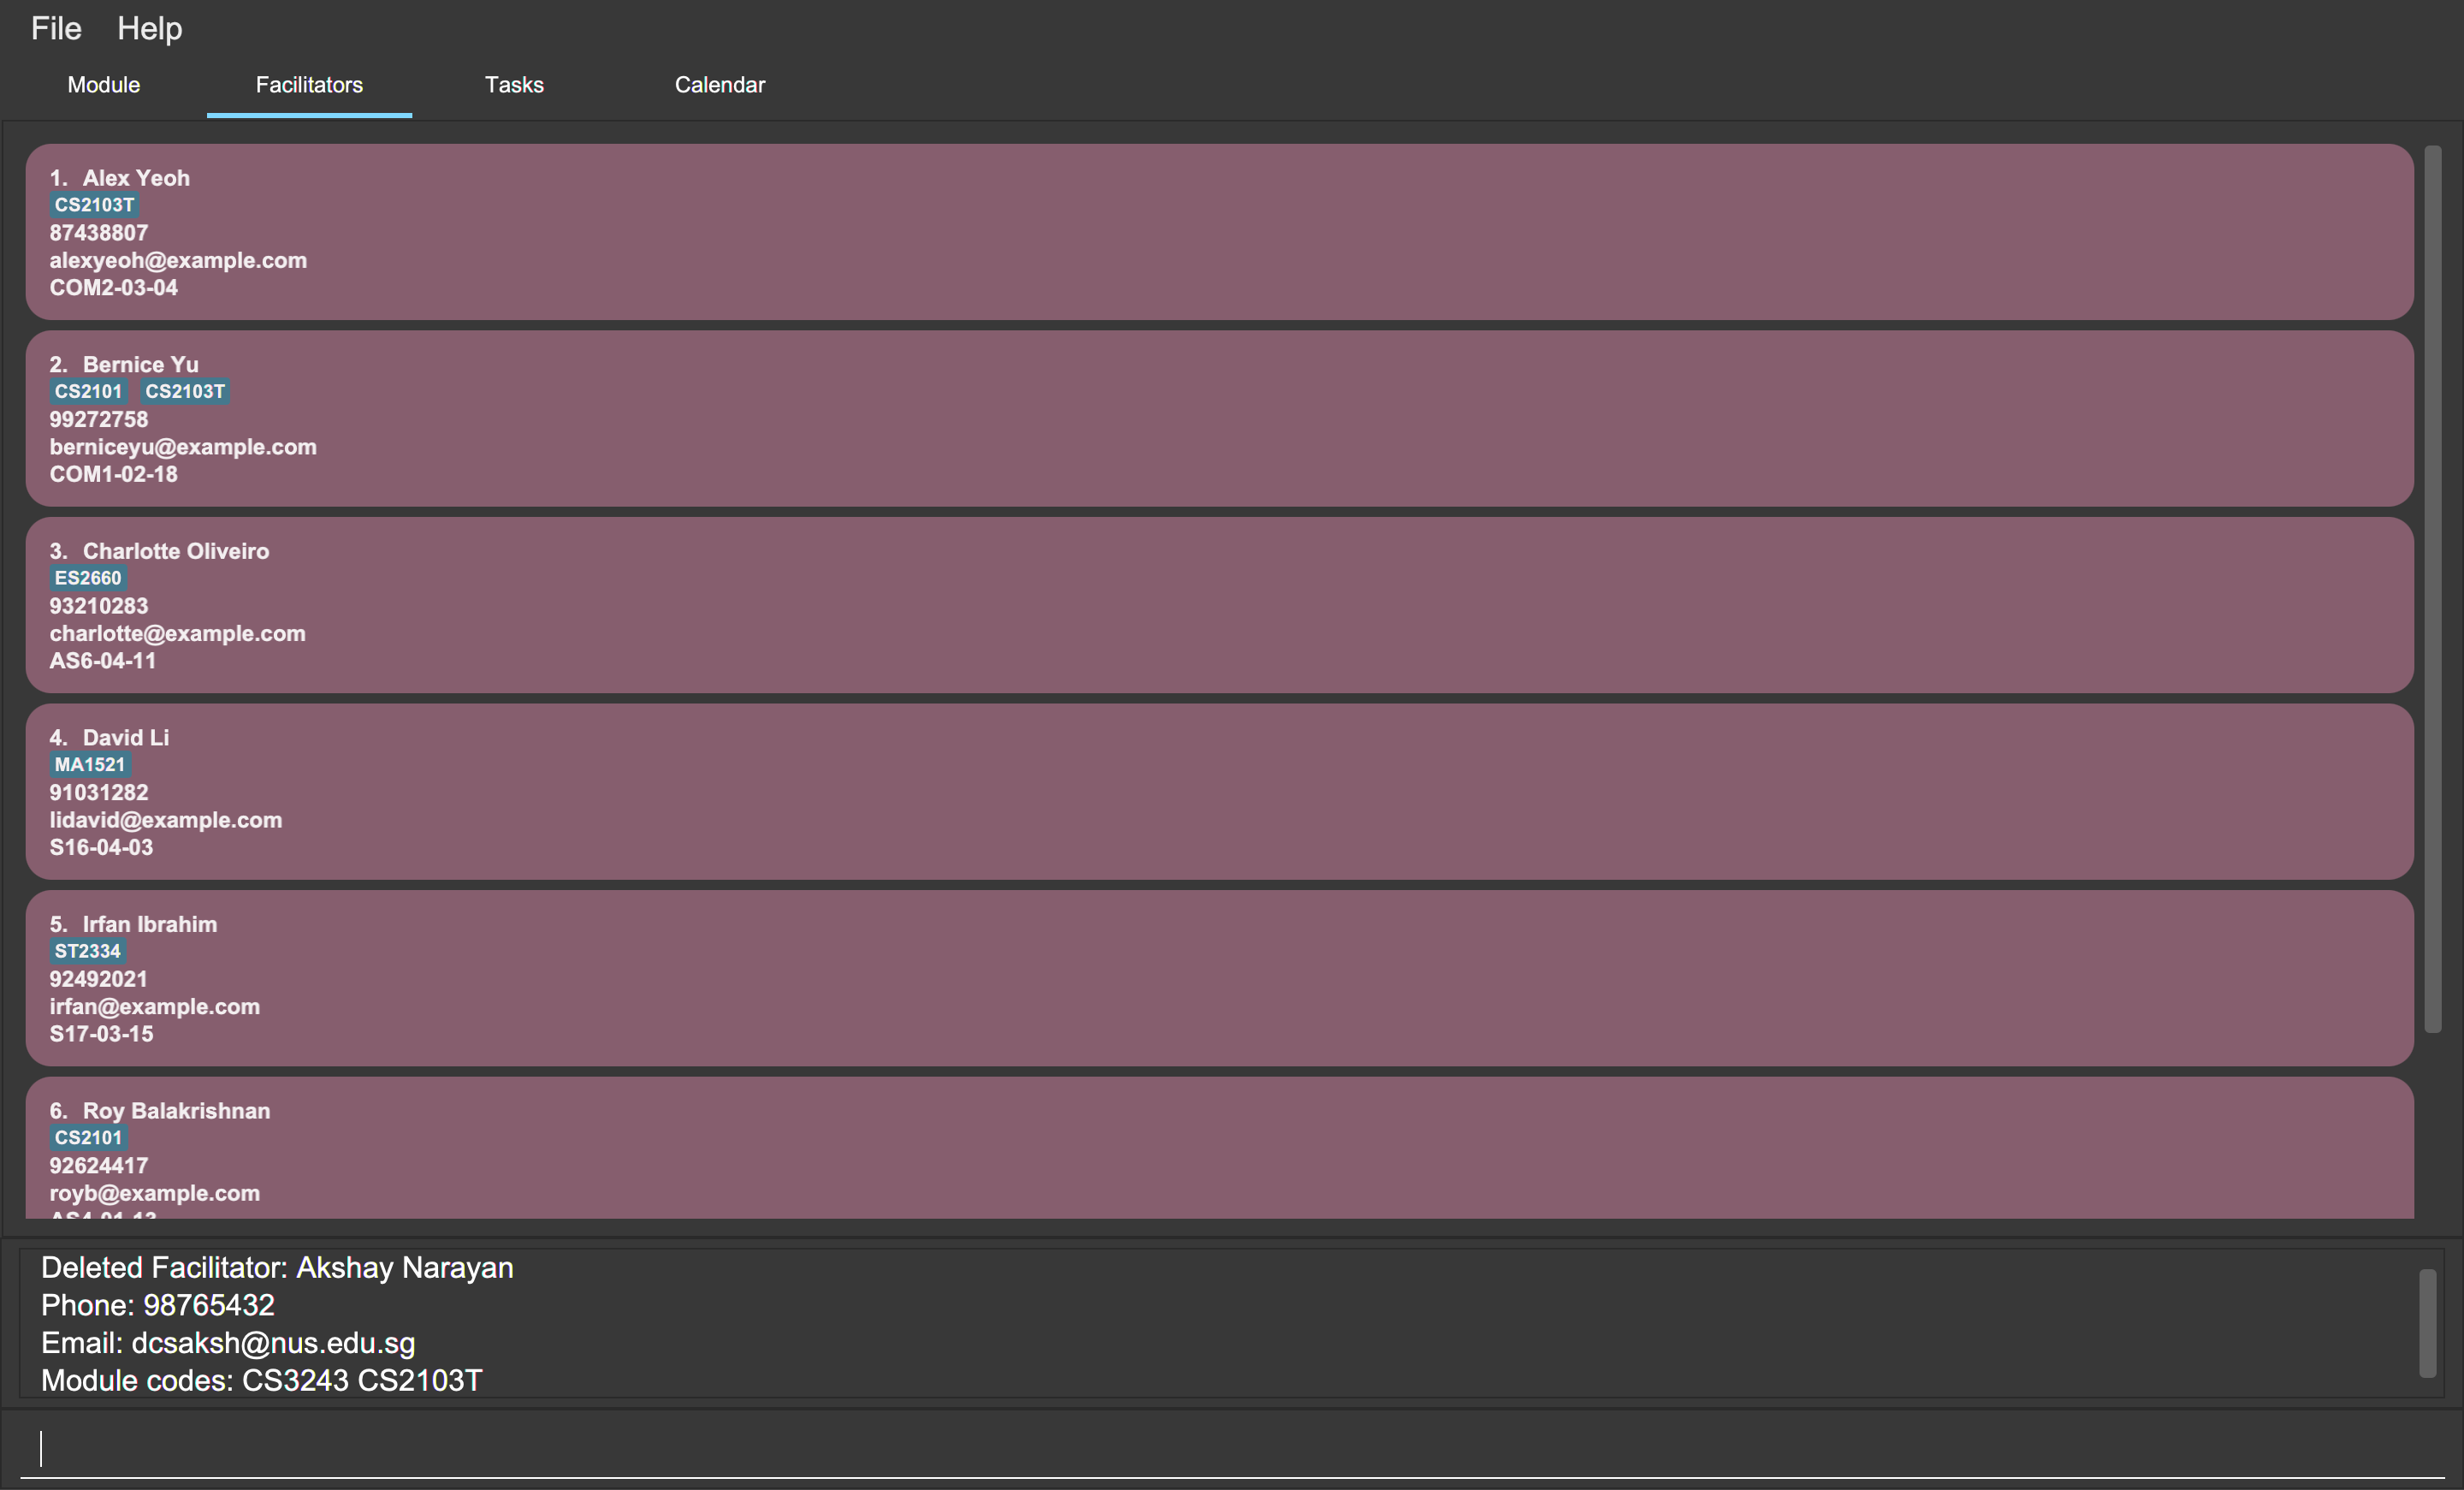 File Help
Module Facilitators Tasks Calendar
1. Alex Yeoh
CS2103T
87438807
alexyeoh@example.com
COM2-03-04
2. Bernice Yu
CS2101 CS2103T
99272758
berniceyu@example.com
COM1-02-18
3. Charlotte Oliveiro
ES2660
93210283
charlotte@example.com
AS6-04-11
4. David Li
MA1521
91031282
lidavid@example.com
S16-04-03
5. Irfan Ibrahim
ST2334
92492021
irfan@example.com
S17-03-15
6. Roy Balakrishnan
CS2101
92624417
royb@example.com
Deleted Facilitator: Akshay Narayan
Phone: 98765432
Email: dcsaksh@nus.edu.sg
Module codes: CS3243 CS2103T